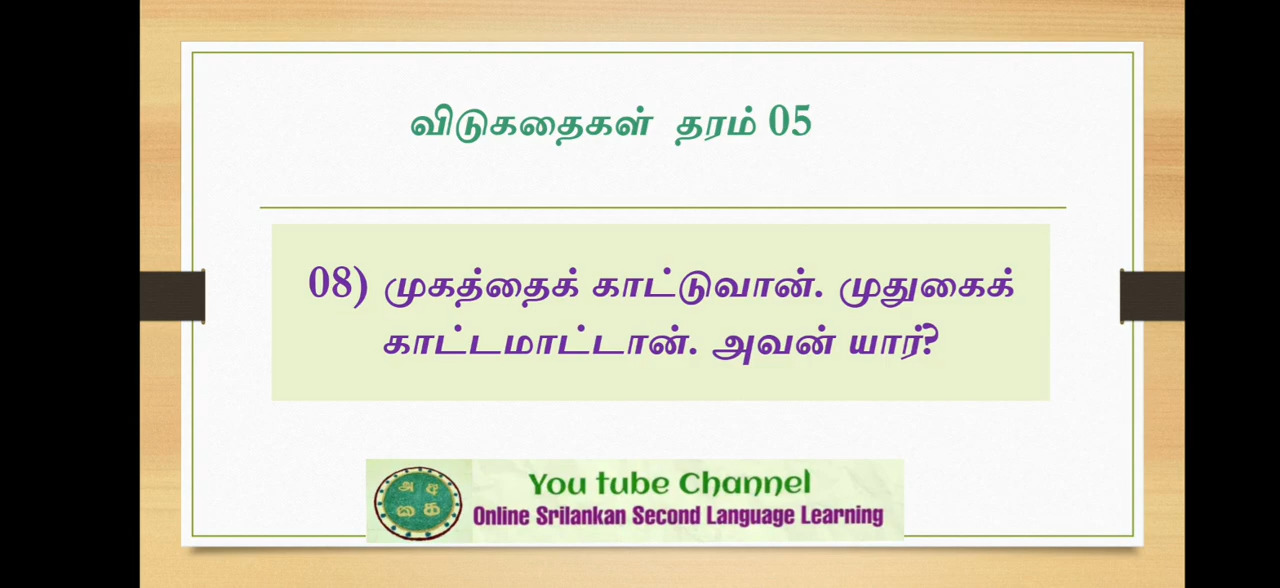 விடுகதைகள் தரம் 05
08) முகத்தைக் காட்டுவான். முதுகைக்
காட்டமாட்டான். அவன் யார்?
You tube Channel
Online Srilankan Second Language Learning